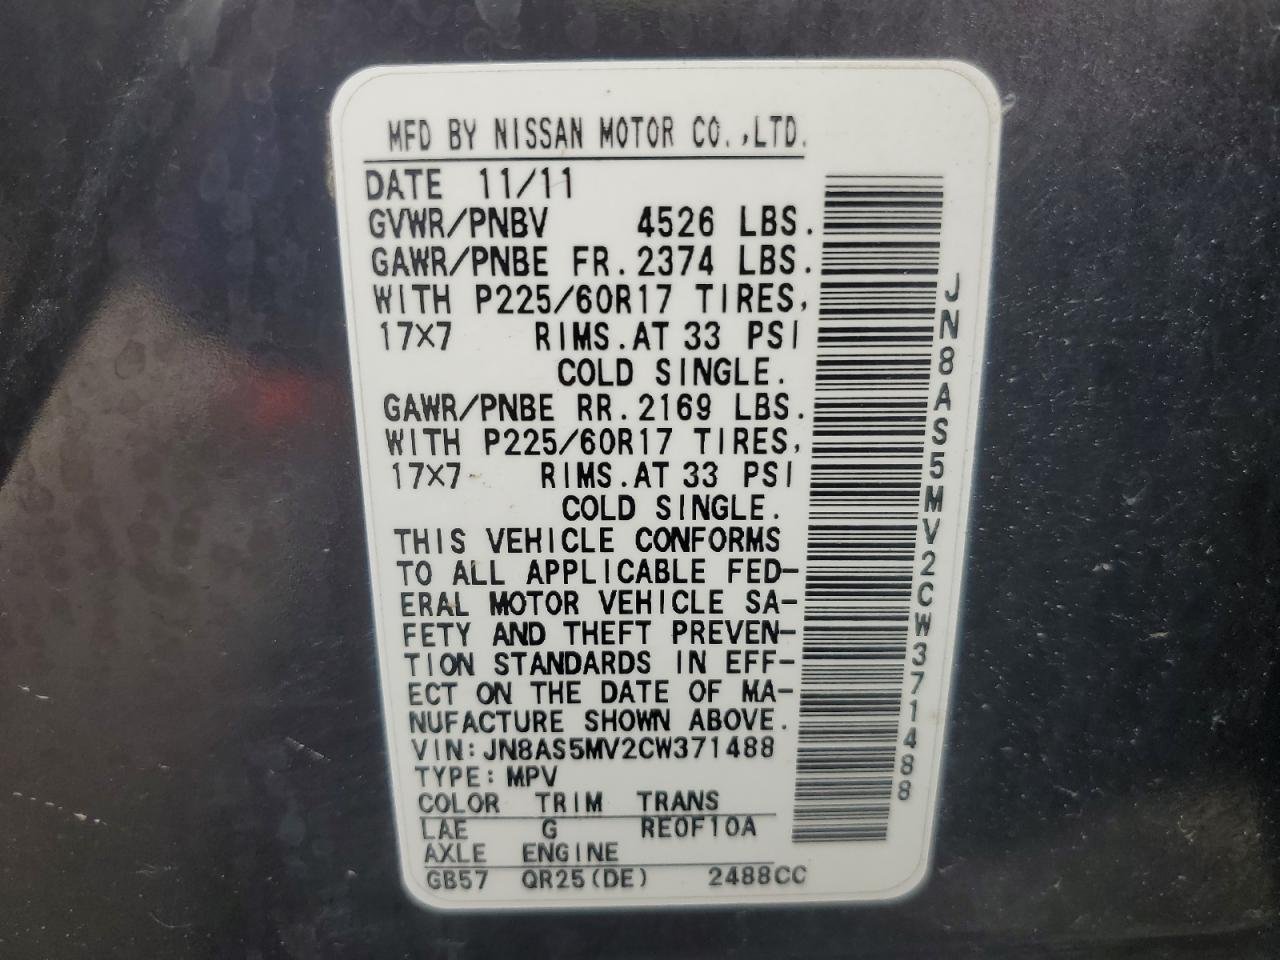 MFD BY NISSAN MOTOR CO.,LTD.
DATE 11/11
GVWR/PNBV 4526 LBS.
GAWR/PNBE FR.2374 LBS.
WITH P225/60R17 TIRES,
17X7 RIMS.AT 33 PSI
COLD SINGLE.
GAWR/PNBE RR.2169 LBS.
WITH P225/60R17 TIRES,
17X7 RIMS.AT 33 PSI
COLD SINGLE.
THIS VEHICLE CONFORMS
TO ALL APPLICABLE FED-
ERAL MOTOR VEHICLE SA-
FETY AND THEFT PREVEN-
TION STANDARDS IN EFF-
ECT ON THE DATE OF MA-
NUFACTURE SHOWN ABOVE.
VIN:JN8AS5MV2CW371488
TYPE:MPV
COLOR TRIM TRANS
LAE G RE0F10A
AXLE ENGINE
GB57 QR25(DE) 2488CC
JN8AS5MV2CW371488